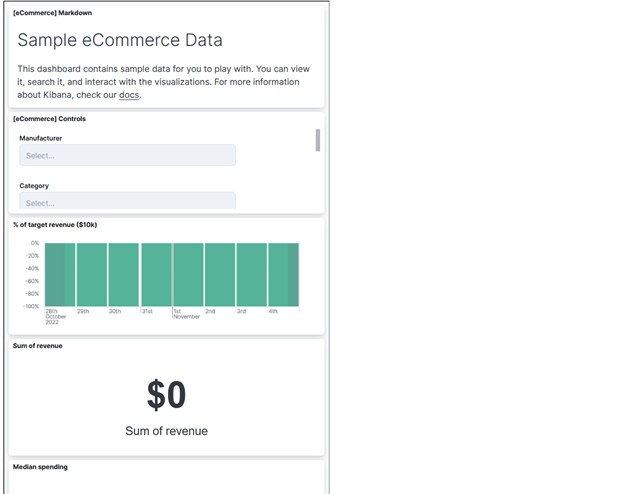 [eCommerce] Markdown
Sample eCommerce Data
This dashboard contains sample data for you to play with. You can view
it, search it, and interact with the visualizations. For more information
about Kibana, check our docs.
[eCommerce] Controls
Manufacturer
Select...
Category
Select...
% of target revenue ($10k)
0%
-20%
-40%
-60%
-80%
-100%
28th 29th 30th 31st 1st 2nd 3rd 4th
October November
2022
Sum of revenue
$0
Sum of revenue
Median spending